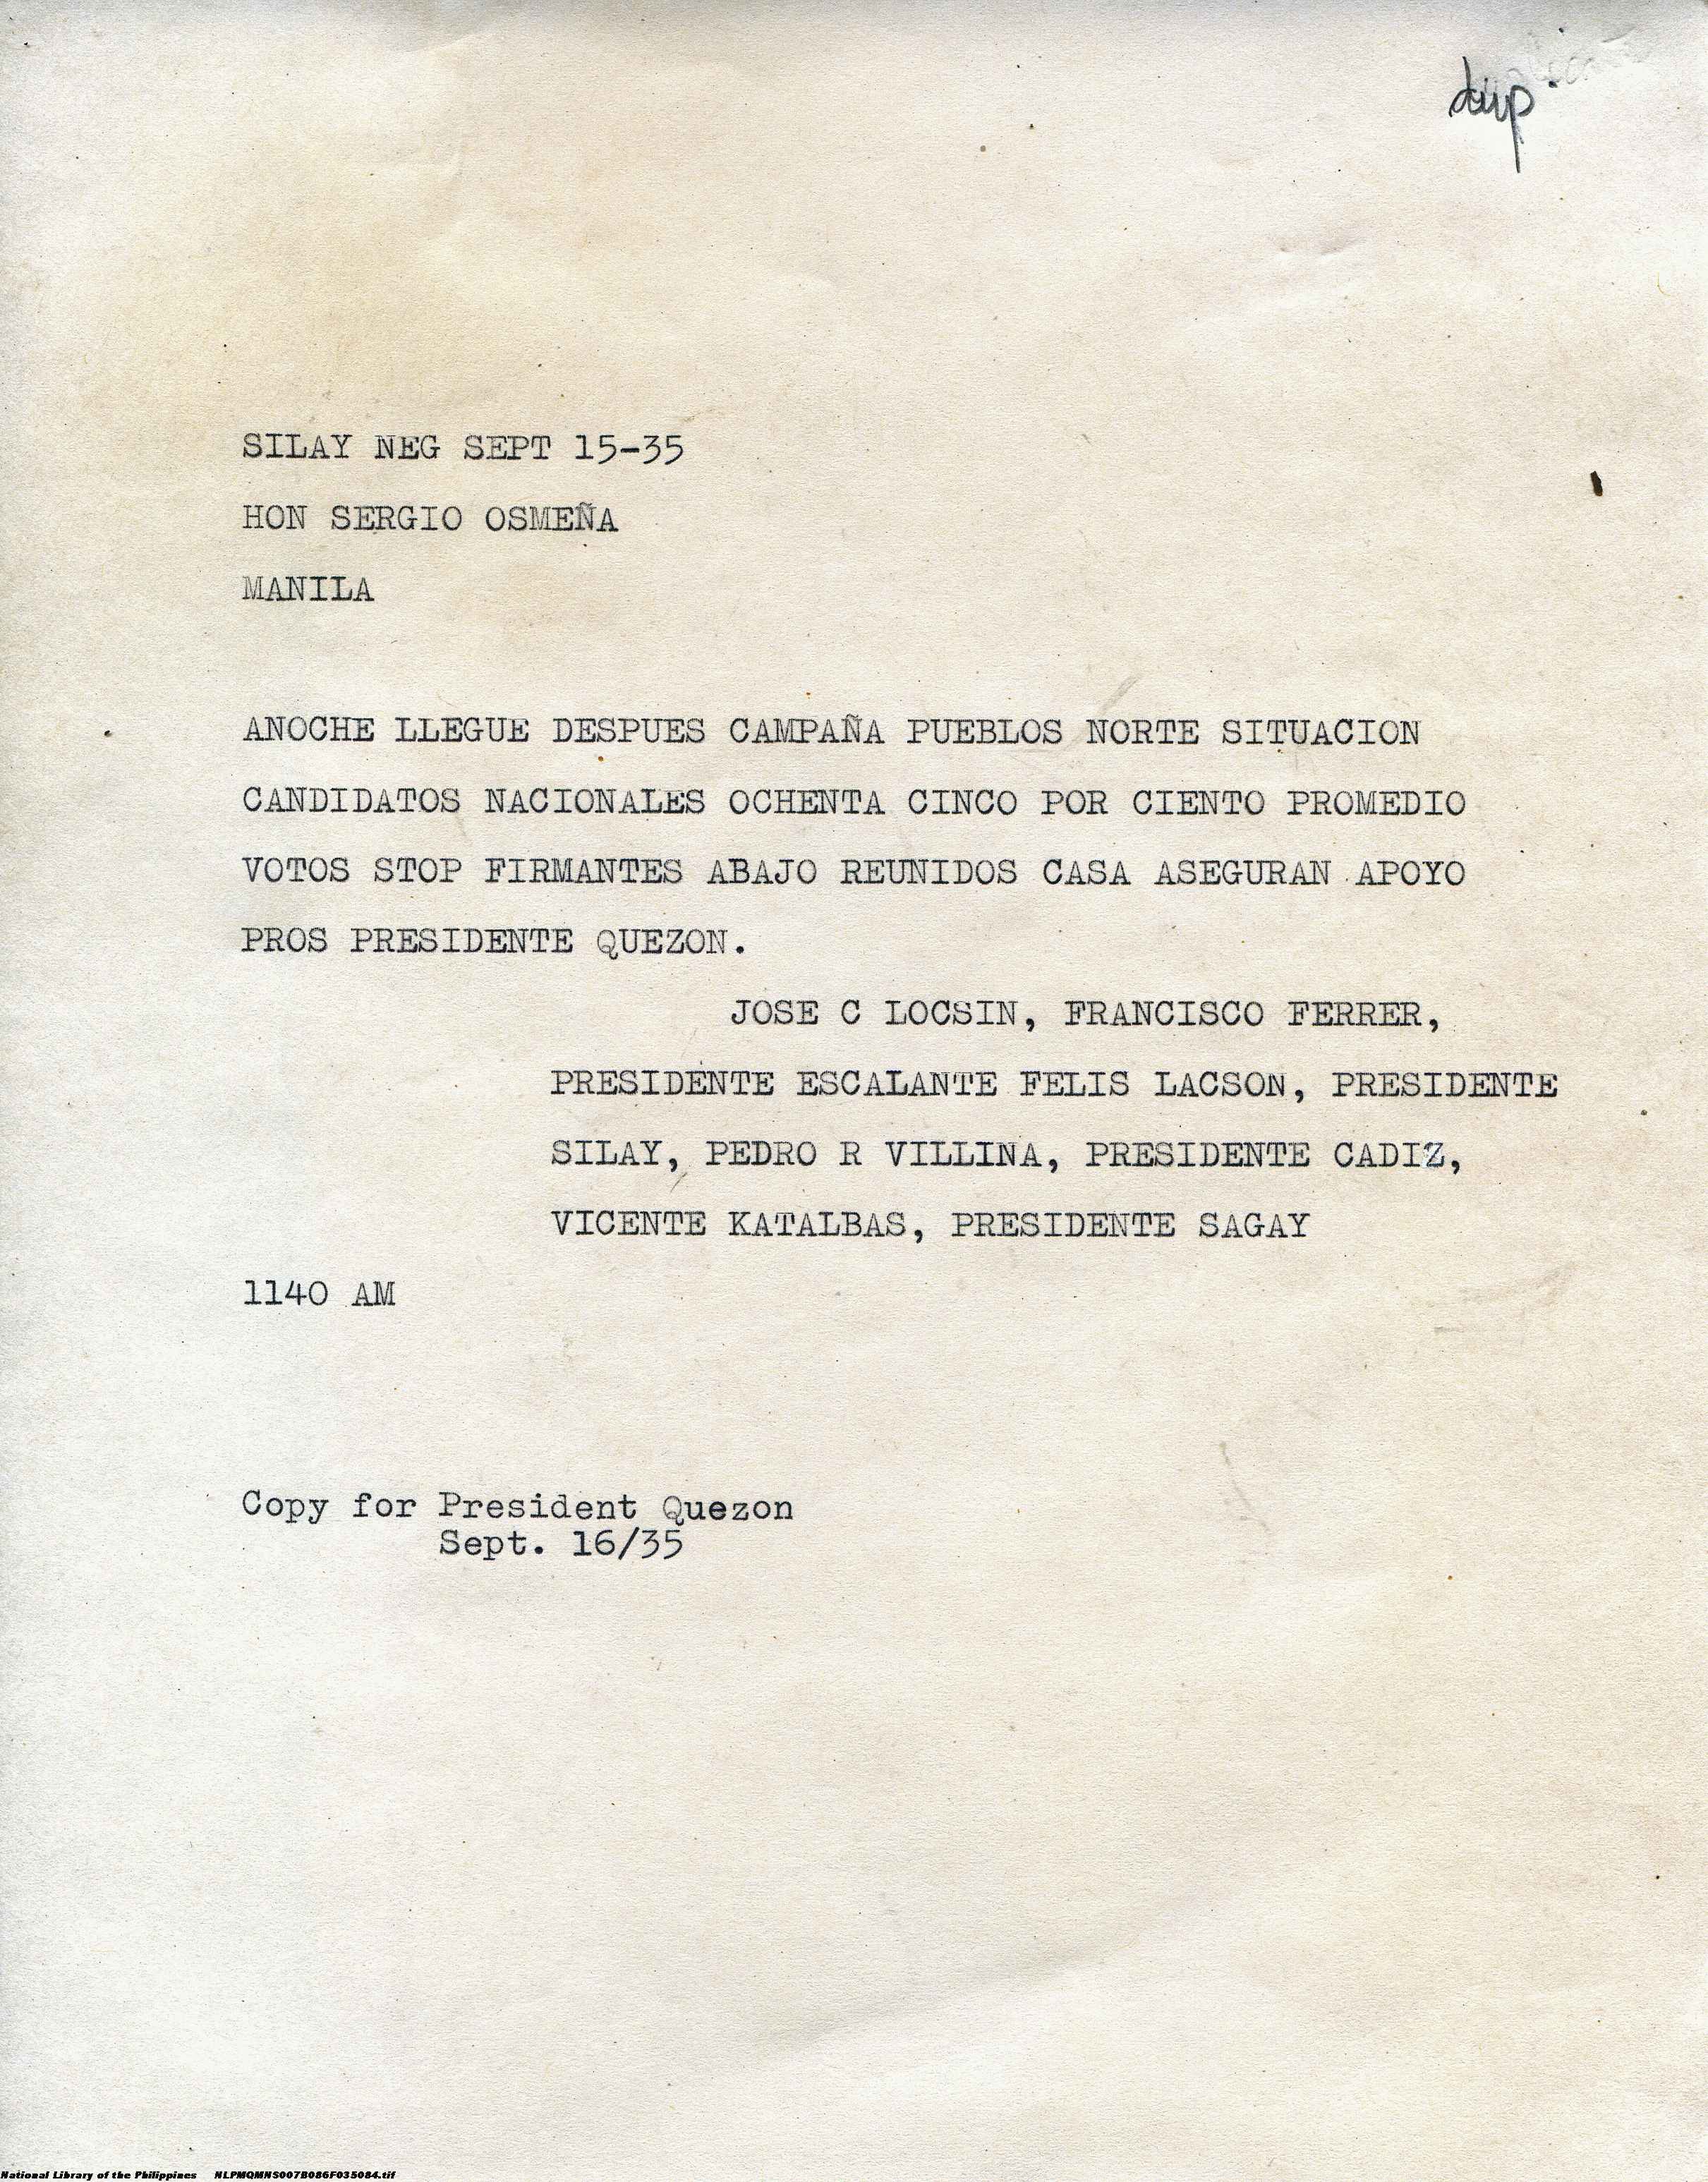 dup.
SILAY NEG SEPT 15-35
HON SERGIO OSMEÑA
MANILA
ANOCHE LLEGUE DESPUES CAMPAÑA PUEBLOS NORTE SITUACION
CANDIDATOS NACIONALES OCHENTA CINCO POR CIENTO PROMEDIO
VOTOS STOP FIRMANTES ABAJO REUNIDOS CASA ASEGURAN APOYO
PROS PRESIDENTE QUEZON.
JOSE C LOCSIN, FRANCISCO FERRER,
PRESIDENTE ESCALANTE FELIS LACSON, PRESIDENTE
SILAY, PEDRO R VILLINA, PRESIDENTE CADIZ,
VICENTE KATALBAS, PRESIDENTE SAGAY
1140 AM
Copy for President Quezon
Sept. 16/35
National Library of the Philippines NLPMQMNS007B086F035084.tif